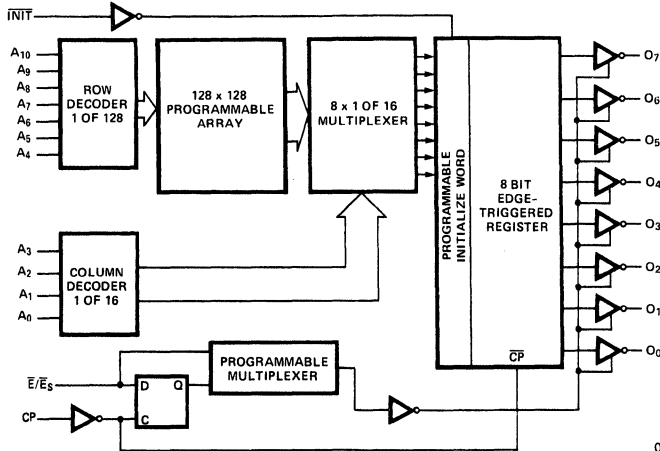 INIT
A10
A9
A8
A7
A6
A5
A4
ROW
DECODER
1 OF 128
128 x 128
PROGRAMMABLE
ARRAY
8 x 1 OF 16
MULTIPLEXER
PROGRAMMABLE
INITIALIZE WORD
8 BIT
EDGE-
TRIGGERED
REGISTER
CP
O7
O6
O5
O4
O3
O2
O1
O0
A3
A2
A1
A0
COLUMN
DECODER
1 OF 16
PROGRAMMABLE
MULTIPLEXER
E/ES
D Q
C
CP